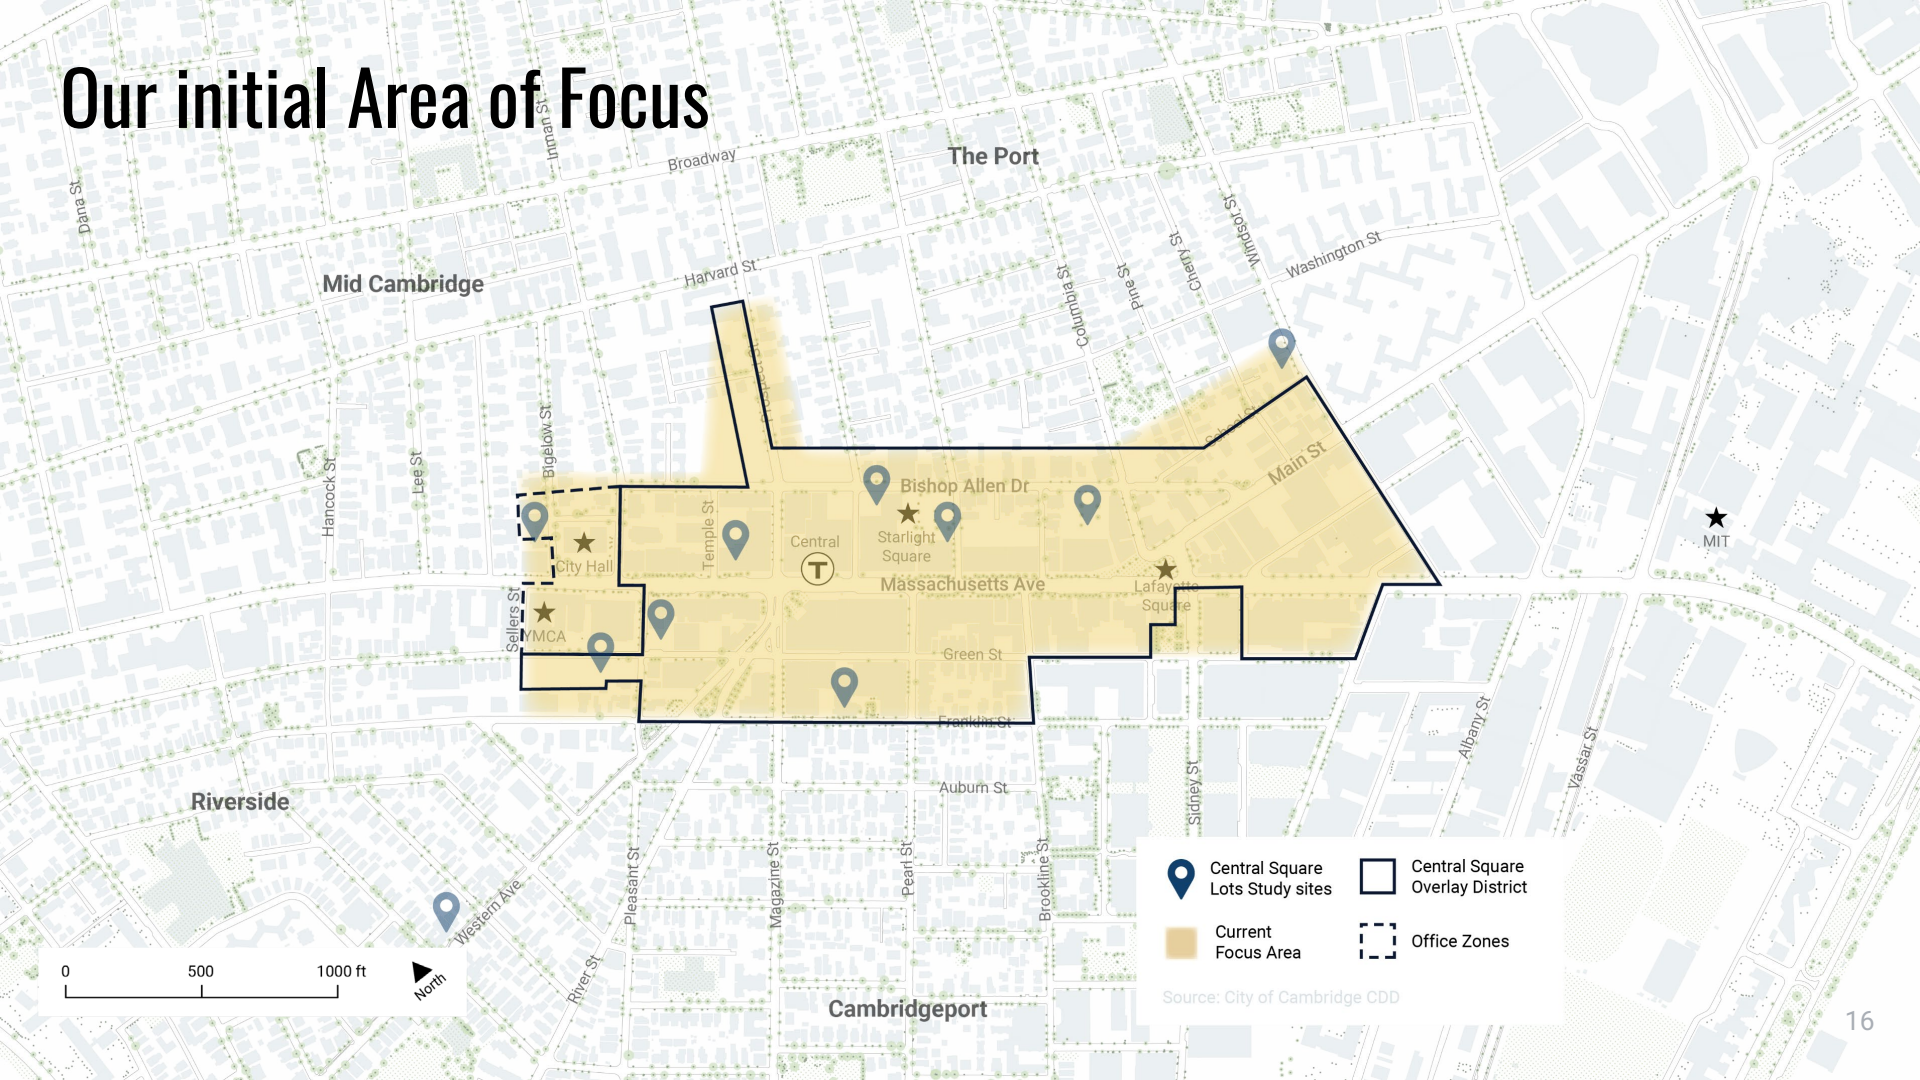 Our initial Area of Focus
Inman St
Broadway
The Port
Dana St
Windsor St
Cherry St
Washington St
Harvard St
Pine St
Columbia St
Mid Cambridge
Prospect St
School St
Main St
Bigelow St
Lee St
Hancock St
Bishop Allen Dr
Temple St
Central
T
Starlight
Square
City Hall
MIT
Massachusetts Ave
Lafayette
Square
Sellers St
YMCA
Green St
Franklin St
Albany St
Vassar St
Sidney St
Auburn St
Riverside
Pleasant St
Magazine St
Pearl St
Brookline St
Western Ave
River St
Cambridgeport
Central Square
Lots Study sites
Central Square
Overlay District
Current
Focus Area
Office Zones
Source: City of Cambridge CDD
0 500 1000 ft
North
16